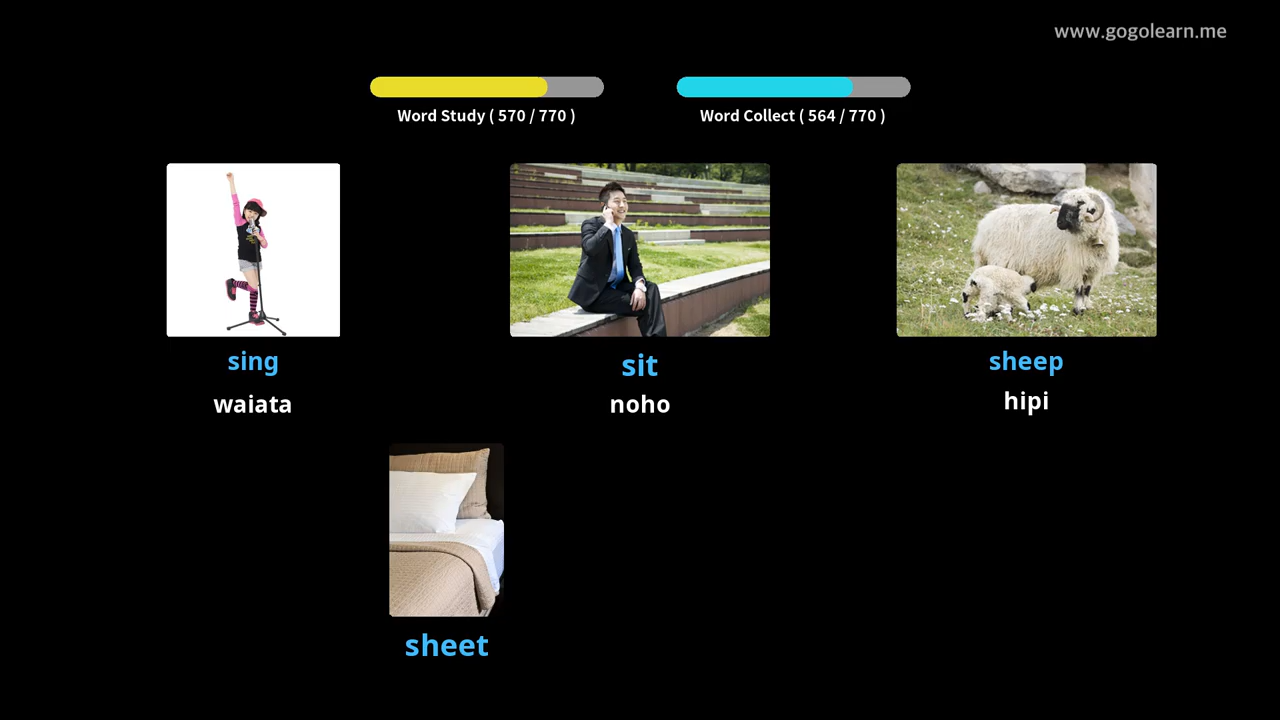 www.gogolearn.me
Word Study ( 570 / 770 )
Word Collect ( 564 / 770 )
sing
sit
sheep
waiata
noho
hipi
sheet